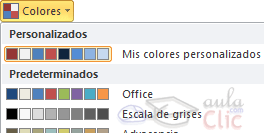 Colores
Personalizados
Mis colores personalizados
Predeterminados
Office
Escala de grises
aula
Clic